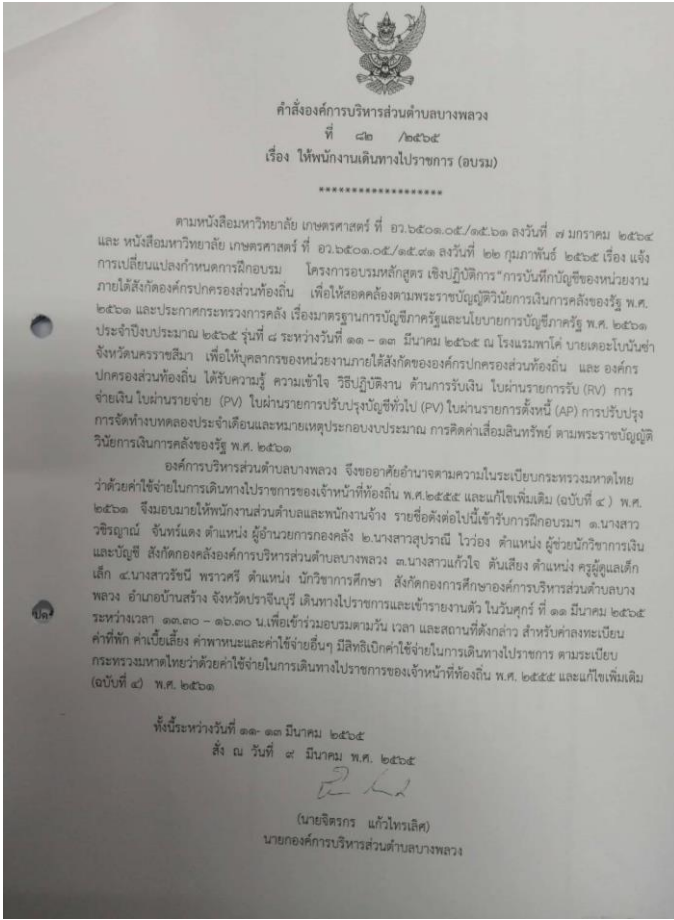 คำสั่งองค์การบริหารส่วนตำบลบางพลวง
ที่ ๘๒ /๒๕๖๕
เรื่อง ให้พนักงานเดินทางไปราชการ (อบรม)
*******************
ตามหนังสือมหาวิทยาลัย เกษตรศาสตร์ ที่ อว.๖๕๐๑.๐๕/๑๕.๖๑ ลงวันที่ ๗ มกราคม ๒๕๖๔
และ หนังสือมหาวิทยาลัย เกษตรศาสตร์ ที่ อว.๖๕๐๑.๐๕/๑๕.๙๑ ลงวันที่ ๒๒ กุมภาพันธ์ ๒๕๖๕ เรื่อง แจ้ง
การเปลี่ยนแปลงกำหนดการฝึกอบรม โครงการอบรมหลักสูตร เชิงปฏิบัติการ "การบันทึกบัญชีของหน่วยงาน
ภายใต้สังกัดองค์กรปกครองส่วนท้องถิ่น เพื่อให้สอดคล้องตามพระราชบัญญัติวินัยการเงินการคลังของรัฐ พ.ศ.
๒๕๖๑ และประกาศกระทรวงการคลัง เรื่องมาตรฐานการบัญชีภาครัฐและนโยบายการบัญชีภาครัฐ พ.ศ. ๒๕๖๑
ประจำปีงบประมาณ ๒๕๖๕ รุ่นที่ ๘ ระหว่างวันที่ ๑๑ – ๑๓ มีนาคม ๒๕๖๕ ณ โรงแรมพาโค่ บายเดอะโบนันซ่า
จังหวัดนครราชสีมา เพื่อให้บุคลากรของหน่วยงานภายใต้สังกัดขององค์กรปกครองส่วนท้องถิ่น และ องค์กร
ปกครองส่วนท้องถิ่น ได้รับความรู้ ความเข้าใจ วิธีปฏิบัติงาน ด้านการรับเงิน ใบผ่านรายการรับ (RV) การ
จ่ายเงิน ใบผ่านรายจ่าย (PV) ใบผ่านรายการปรับปรุงบัญชีทั่วไป (PV) ใบผ่านรายการตั้งหนี้ (AP) การปรับปรุง
การจัดทำงบทดลองประจำเดือนและหมายเหตุประกอบงบประมาณ การคิดค่าเสื่อมสินทรัพย์ ตามพระราชบัญญัติ
วินัยการเงินการคลังของรัฐ พ.ศ. ๒๕๖๑
องค์การบริหารส่วนตำบลบางพลวง จึงขออาศัยอำนาจตามความในระเบียบกระทรวงมหาดไทย
ว่าด้วยค่าใช้จ่ายในการเดินทางไปราชการของเจ้าหน้าที่ท้องถิ่น พ.ศ.๒๕๕๕ และแก้ไขเพิ่มเติม (ฉบับที่ ๔ ) พ.ศ.
๒๕๖๑ จึงมอบมายให้พนักงานส่วนตำบลและพนักงานจ้าง รายชื่อดังต่อไปนี้เข้ารับการฝึกอบรมฯ ๑.นางสาว
วชิรญาณ์ จันทร์แดง ตำแหน่ง ผู้อำนวยการกองคลัง ๒.นางสาวสุปราณี ไวว่อง ตำแหน่ง ผู้ช่วยนักวิชาการเงิน
และบัญชี สังกัดกองคลังองค์การบริหารส่วนตำบลบางพลวง ๓.นางสาวแก้วใจ ตันเสียง ตำแหน่ง ครูผู้ดูแลเด็ก
เล็ก ๔.นางสาวรัชนี พราวศรี ตำแหน่ง นักวิชาการศึกษา สังกัดกองการศึกษาองค์การบริหารส่วนตำบลบาง
พลวง อำเภอบ้านสร้าง จังหวัดปราจีนบุรี เดินทางไปราชการและเข้ารายงานตัว ในวันศุกร์ ที่ ๑๑ มีนาคม ๒๕๖๕
ระหว่างเวลา ๑๓.๓๐ – ๑๖.๓๐ น.เพื่อเข้าร่วมอบรมตามวัน เวลา และสถานที่ดังกล่าว สำหรับค่าลงทะเบียน
ค่าที่พัก ค่าเบี้ยเลี้ยง ค่าพาหนะและค่าใช้จ่ายอื่นๆ มีสิทธิเบิกค่าใช้จ่ายในการเดินทางไปราชการ ตามระเบียบ
กระทรวงมหาดไทยว่าด้วยค่าใช้จ่ายในการเดินทางไปราชการของเจ้าหน้าที่ท้องถิ่น พ.ศ. ๒๕๕๕ และแก้ไขเพิ่มเติม
(ฉบับที่ ๔) พ.ศ. ๒๕๖๑
ทั้งนี้ระหว่างวันที่ ๑๑- ๑๓ มีนาคม ๒๕๖๕
สั่ง ณ วันที่ ๙ มีนาคม พ.ศ. ๒๕๖๕
(นายจิตรกร แก้วไทรเลิศ)
นายกองค์การบริหารส่วนตำบลบางพลวง